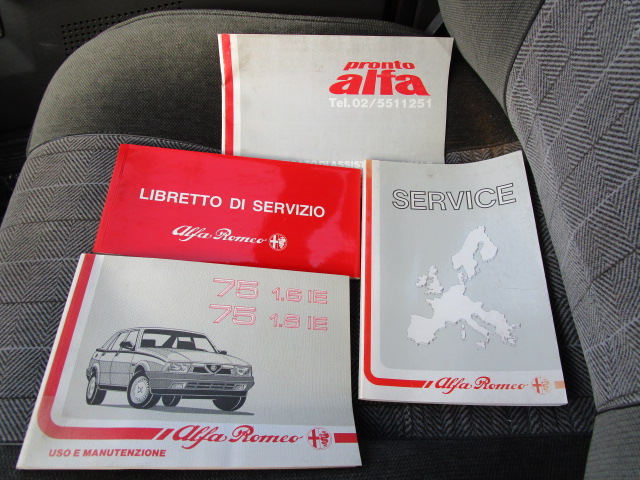 pronto
alfa
Tel. 02/5511251
LIBRETTO DI SERVIZIO
Alfa Romeo
SERVICE
Alfa Romeo
75 1.6 IE
75 1.8 IE
Alfa Romeo
USO E MANUTENZIONE